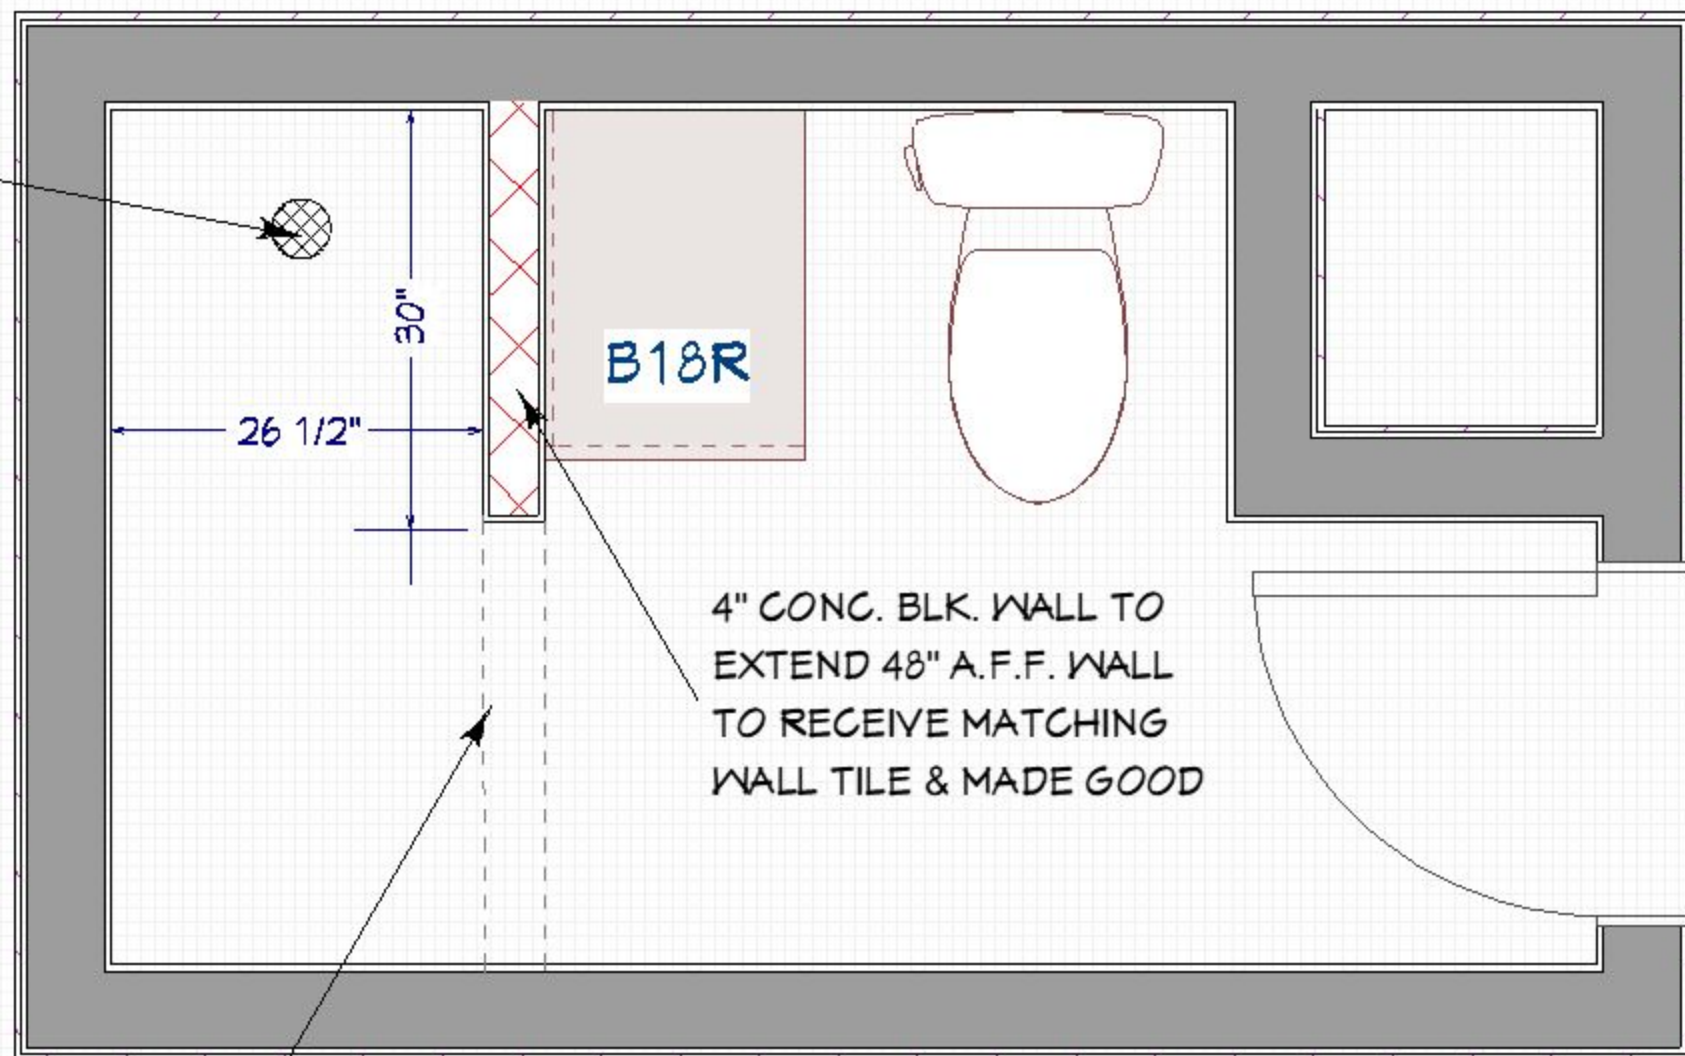 30"
B18R
26 1/2"
4" CONC. BLK. WALL TO
EXTEND 48" A.F.F. WALL
TO RECEIVE MATCHING
WALL TILE & MADE GOOD